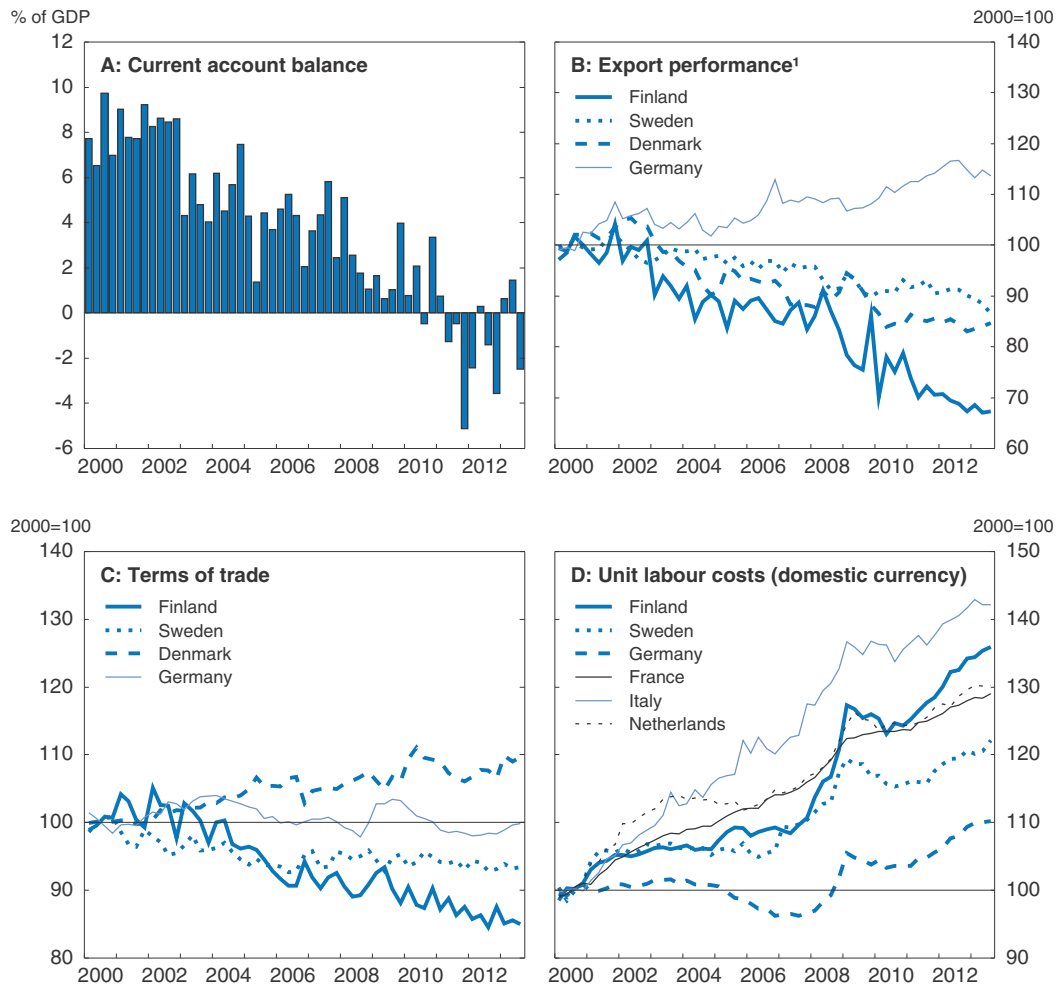 % of GDP
2000=100
A: Current account balance
12
10
8
6
4
2
0
-2
-4
-6
2000 2002 2004 2006 2008 2010 2012
B: Export performance¹
Finland
Sweden
Denmark
Germany
140
130
120
110
100
90
80
70
60
2000 2002 2004 2006 2008 2010 2012
2000=100
2000=100
C: Terms of trade
Finland
Sweden
Denmark
Germany
140
130
120
110
100
90
80
2000 2002 2004 2006 2008 2010 2012
D: Unit labour costs (domestic currency)
Finland
Sweden
Germany
France
Italy
Netherlands
150
140
130
120
110
100
90
2000 2002 2004 2006 2008 2010 2012